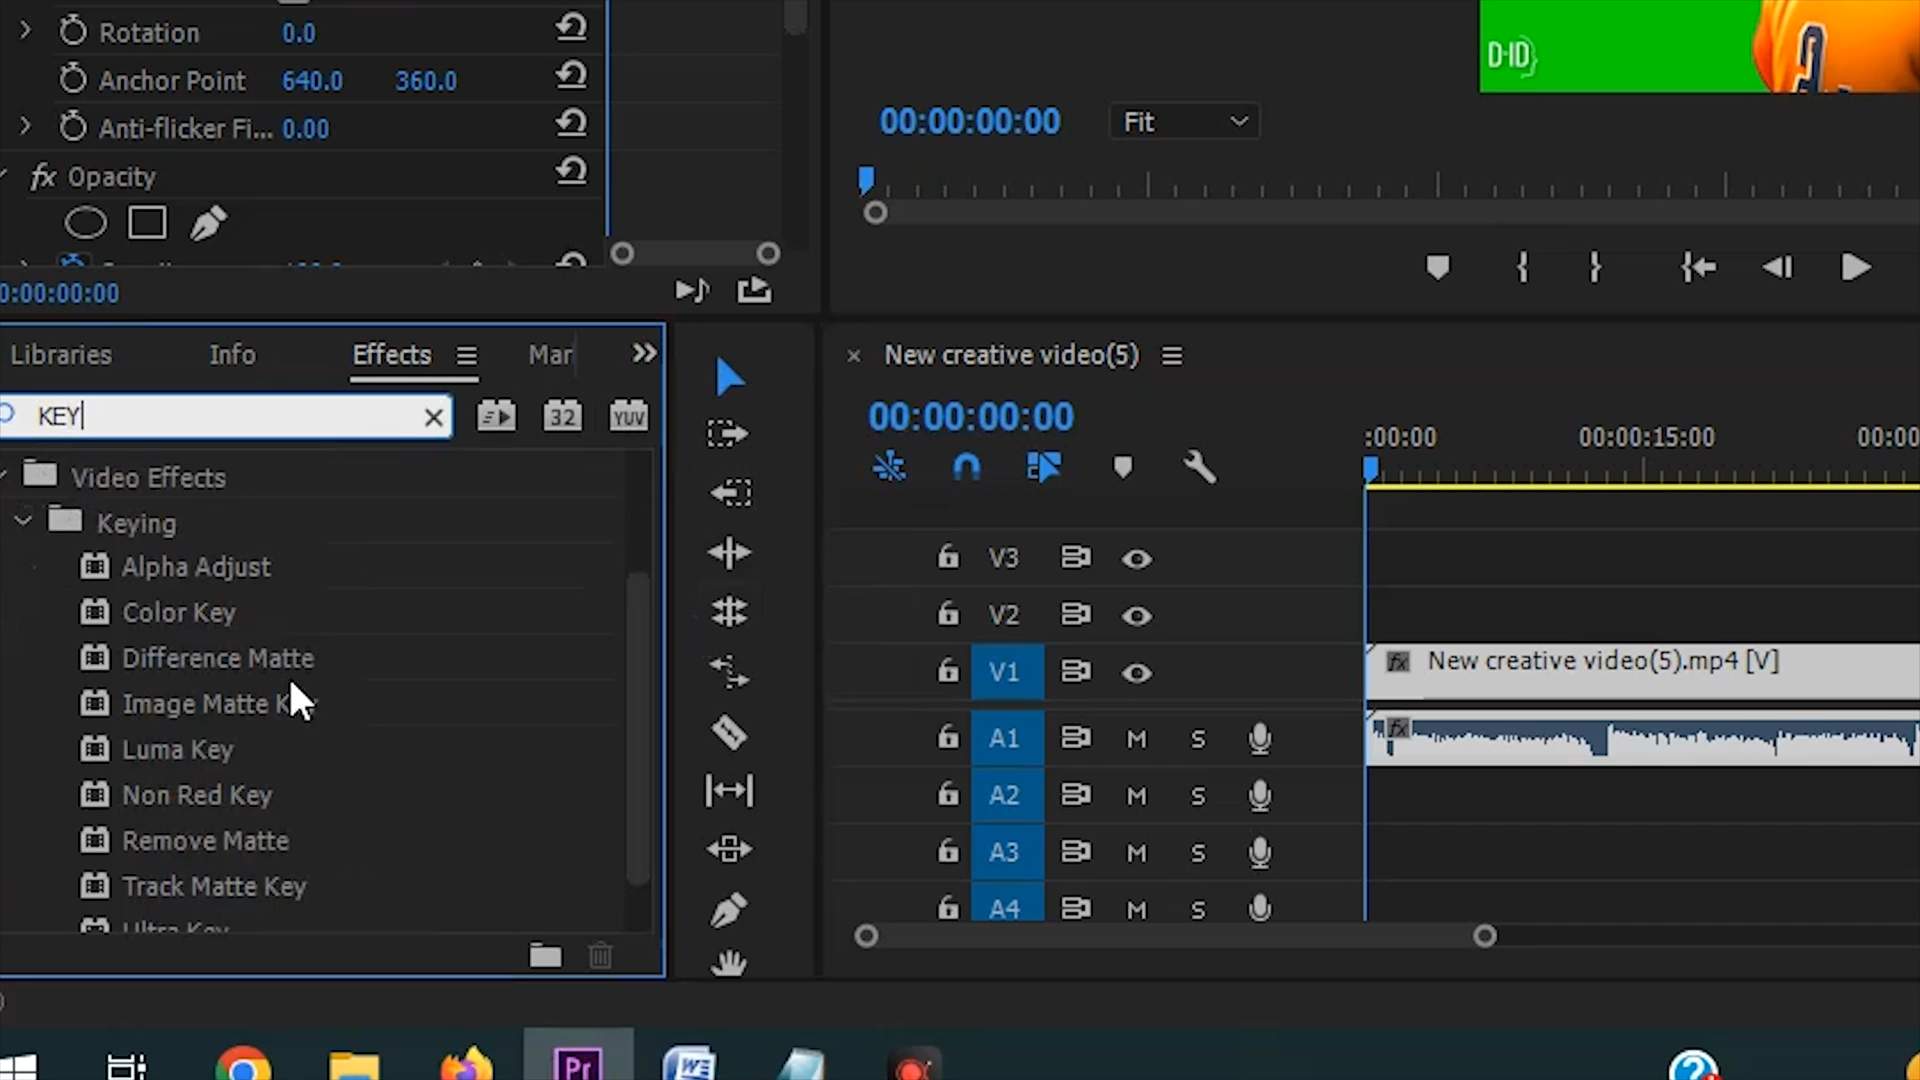 Rotation 0.0
Anchor Point 640.0 360.0
Anti-flicker Fi... 0.00
fx Opacity
0:00:00:00
D-ID
00:00:00:00 Fit
Libraries Info Effects Mar
KEY
32 YUV
Video Effects
Keying
Alpha Adjust
Color Key
Difference Matte
Image Matte K
Luma Key
Non Red Key
Remove Matte
Track Matte Key
Ultra Key
New creative video(5)
00:00:00:00
:00:00 00:00:15:00 00:00
V3
V2
V1 fx New creative video(5).mp4 [V]
A1 M S fx
A2 M S
A3 M S
A4 M S
Pr